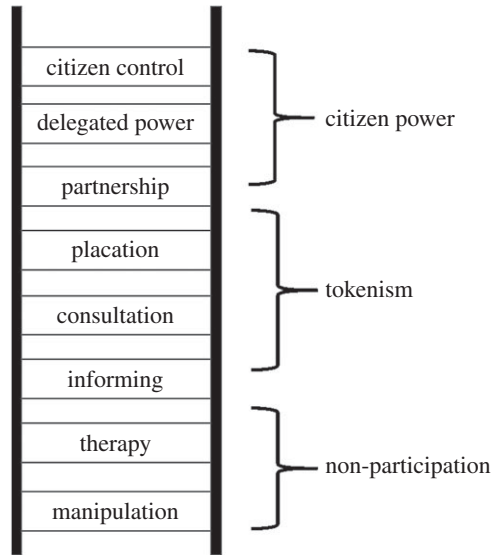 citizen control
delegated power
partnership
placation
consultation
informing
therapy
manipulation
citizen power
tokenism
non-participation